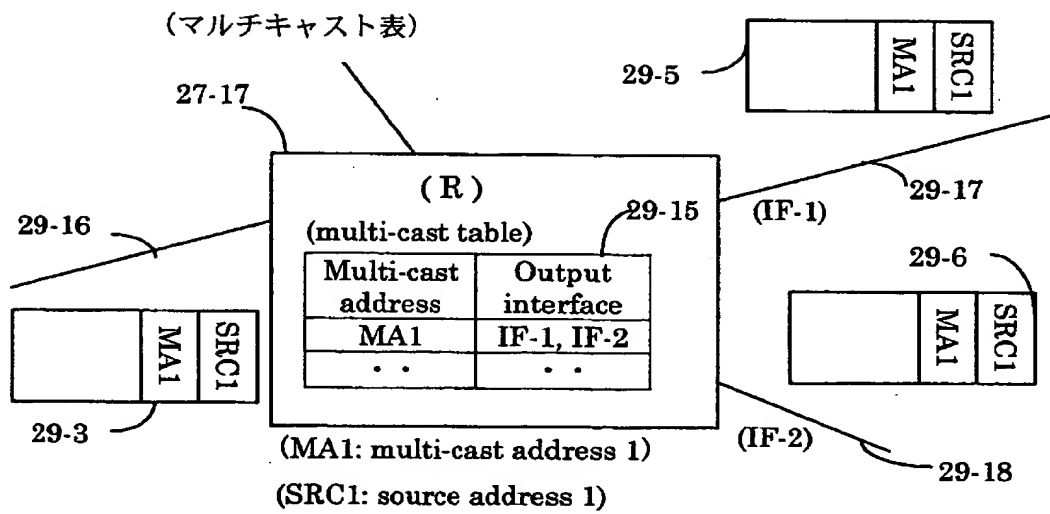 (マルチキャスト表)
27-17
29-5
MA1
SRC1
(R)
29-15
29-16
(multi-cast table)
Multi-cast address
Output interface
MA1
IF-1, IF-2
・・
・・
(IF-1)
29-17
29-6
MA1
SRC1
MA1
SRC1
29-3
(IF-2)
29-18
(MA1: multi-cast address 1)
(SRC1: source address 1)